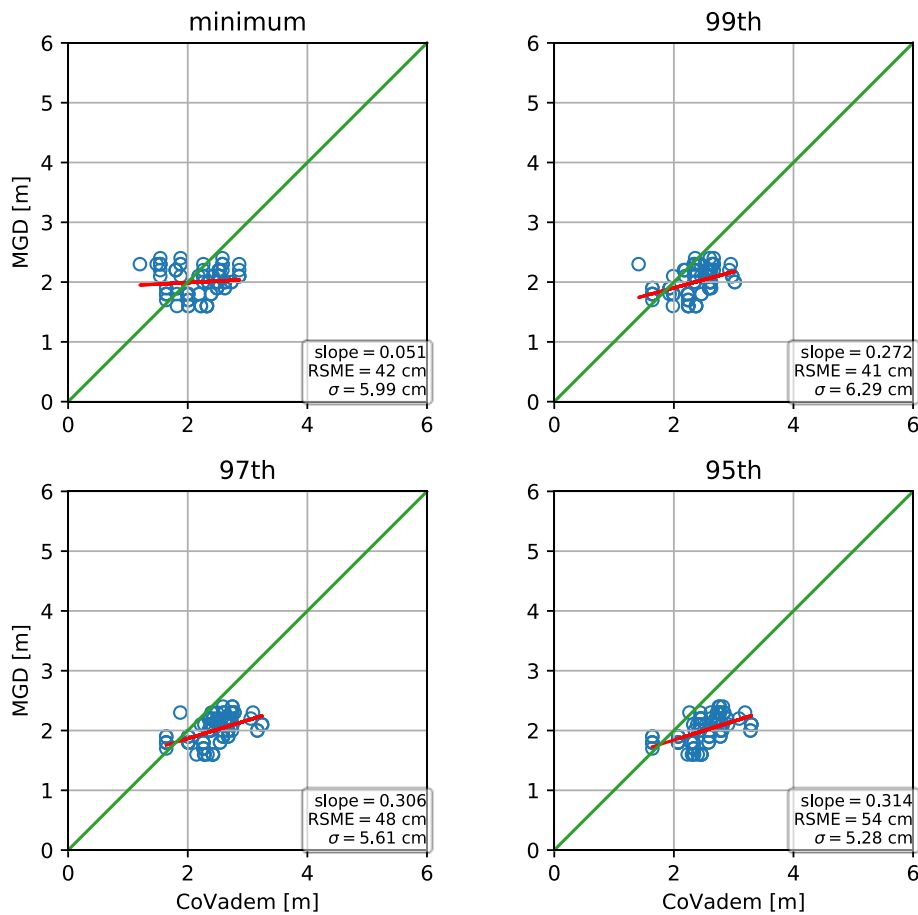 minimum
6
5
4
3
2
1
0
MGD [m]
0
2
4
6
slope = 0.051
RSME = 42 cm
σ = 5.99 cm
99th
6
5
4
3
2
1
0
0
2
4
6
slope = 0.272
RSME = 41 cm
σ = 6.29 cm
97th
6
5
4
3
2
1
0
MGD [m]
0
2
4
6
CoVadem [m]
slope = 0.306
RSME = 48 cm
σ = 5.61 cm
95th
6
5
4
3
2
1
0
0
2
4
6
CoVadem [m]
slope = 0.314
RSME = 54 cm
σ = 5.28 cm